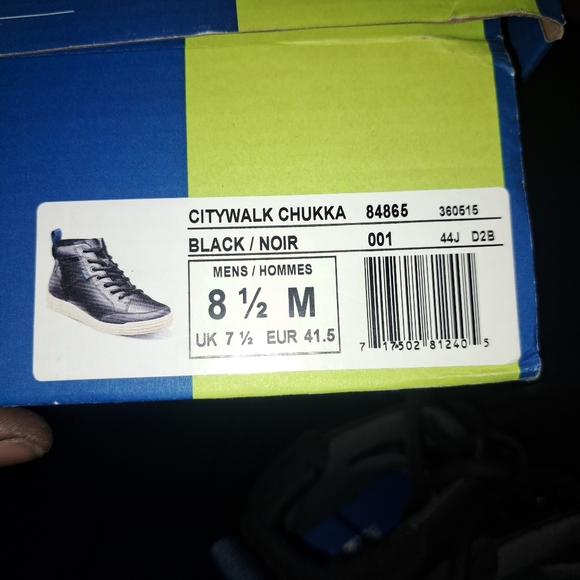 CITYWALK CHUKKA 84865 360515
BLACK / NOIR 001 44J D2B
MENS / HOMMES
8 ½ M
UK 7 ½ EUR 41.5
7 17502 81240 5